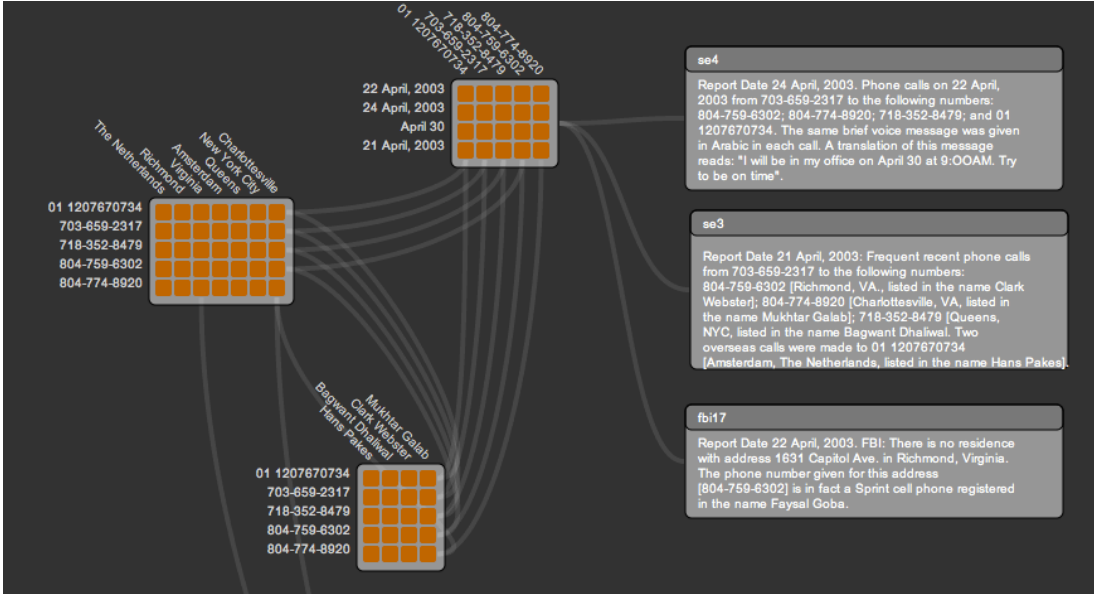 01 1207670734
703-659-2317
718-352-8479
804-759-6302
804-774-8920
22 April, 2003
24 April, 2003
April 30
21 April, 2003
The Netherlands
Richmond
Virginia
Amsterdam
Queens
New York City
Charlottesville
01 1207670734
703-659-2317
718-352-8479
804-759-6302
804-774-8920
Hans Pakes
Bagwant Dhaliwal
Clark Webster
Mukhtar Galab
01 1207670734
703-659-2317
718-352-8479
804-759-6302
804-774-8920
se4
Report Date 24 April, 2003. Phone calls on 22 April,
2003 from 703-659-2317 to the following numbers:
804-759-6302; 804-774-8920; 718-352-8479; and 01
1207670734. The same brief voice message was given
in Arabic in each call. A translation of this message
reads: "I will be in my office on April 30 at 9:OOAM. Try
to be on time".
se3
Report Date 21 April, 2003: Frequent recent phone calls
from 703-659-2317 to the following numbers:
804-759-6302 [Richmond, VA., listed in the name Clark
Webster]; 804-774-8920 [Charlottesville, VA, listed in
the name Mukhtar Galab]; 718-352-8479 [Queens,
NYC, listed in the name Bagwant Dhaliwal. Two
overseas calls were made to 01 1207670734
[Amsterdam, The Netherlands, listed in the name Hans Pakes].
fbi17
Report Date 22 April, 2003. FBI: There is no residence
with address 1631 Capitol Ave. in Richmond, Virginia.
The phone number given for this address
[804-759-6302] is in fact a Sprint cell phone registered
in the name Faysal Goba.